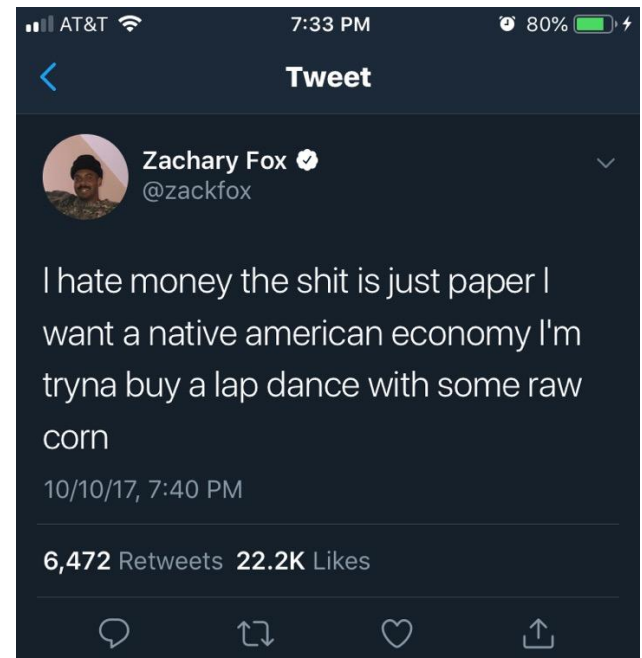 AT&T 7:33 PM 80%
Tweet
Zachary Fox
@zackfox
I hate money the shit is just paper I
want a native american economy I'm
tryna buy a lap dance with some raw
corn
10/10/17, 7:40 PM
6,472 Retweets 22.2K Likes